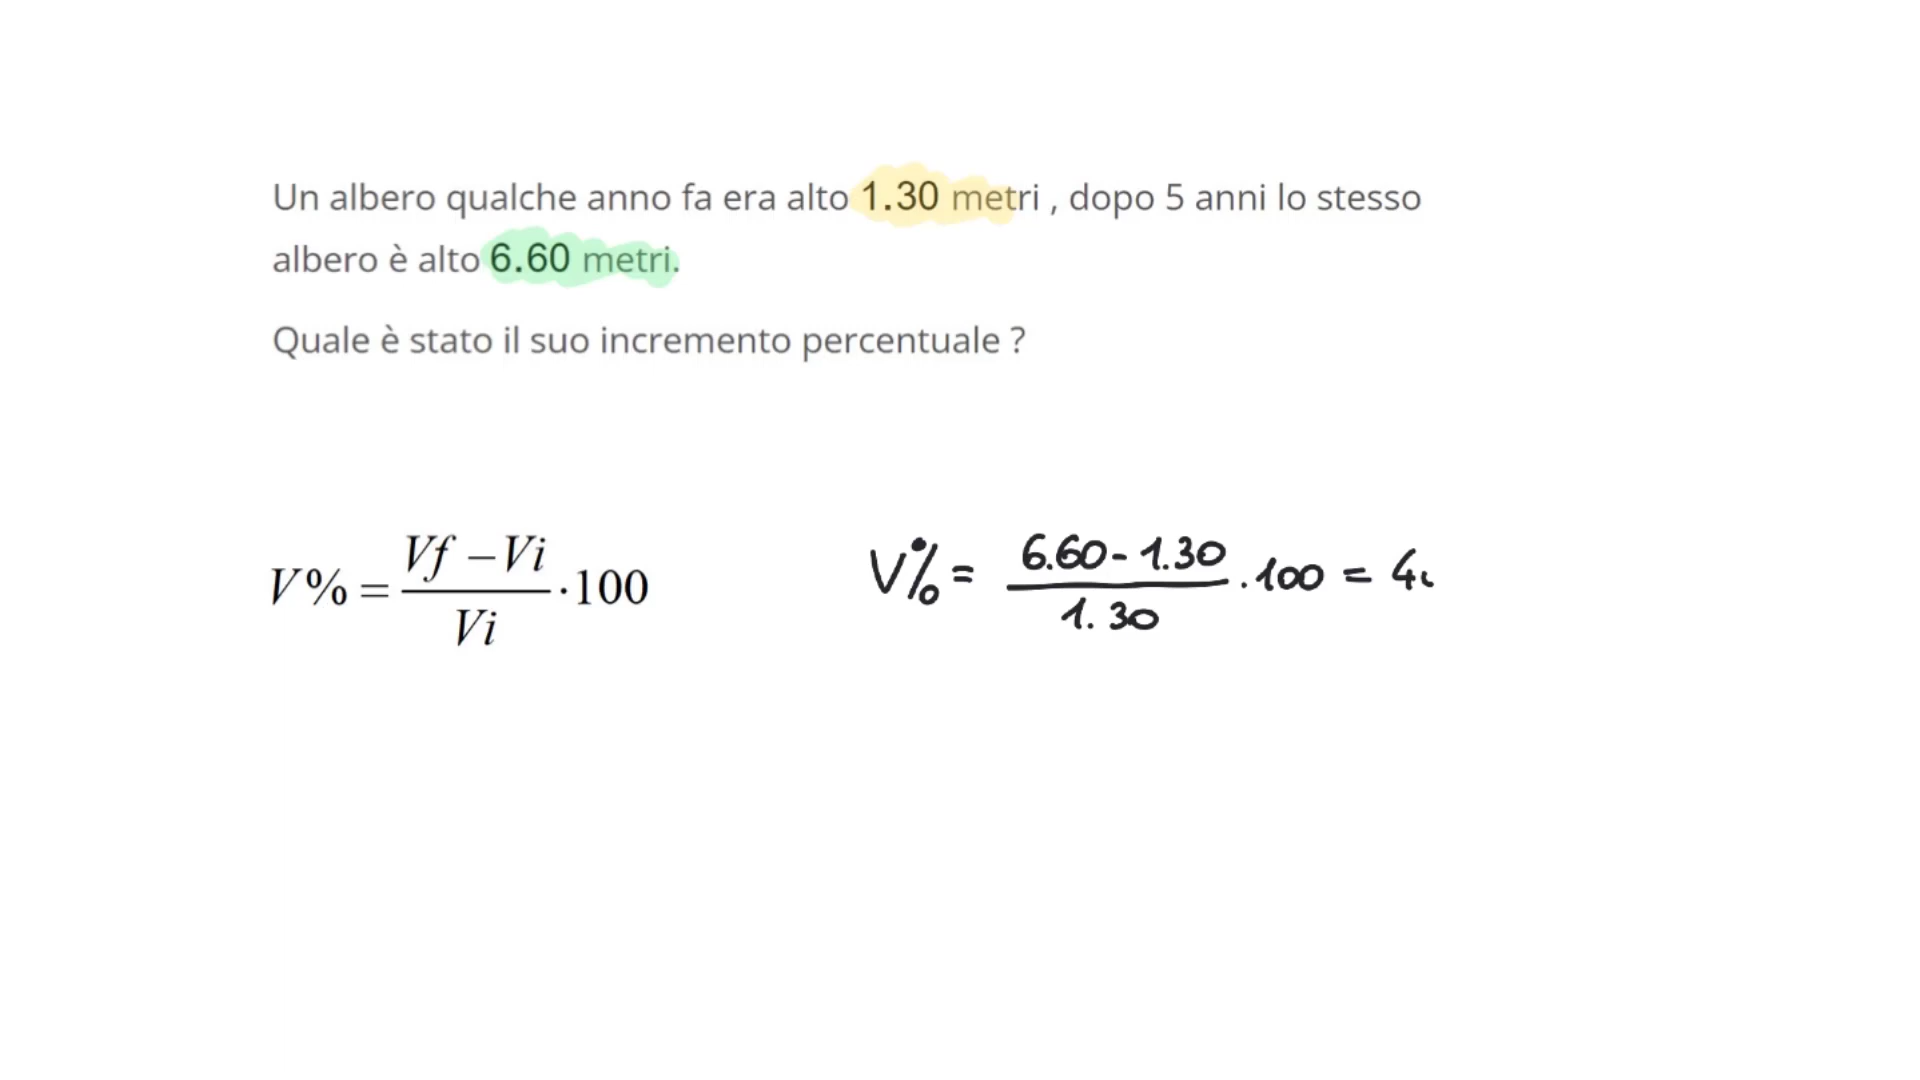 Un albero qualche anno fa era alto 1.30 metri , dopo 5 anni lo stesso
albero è alto 6.60 metri.
Quale è stato il suo incremento percentuale ?
V% = (Vf – Vi) / Vi · 100
V% = (6.60 - 1.30) / 1.30 . 100 = 4